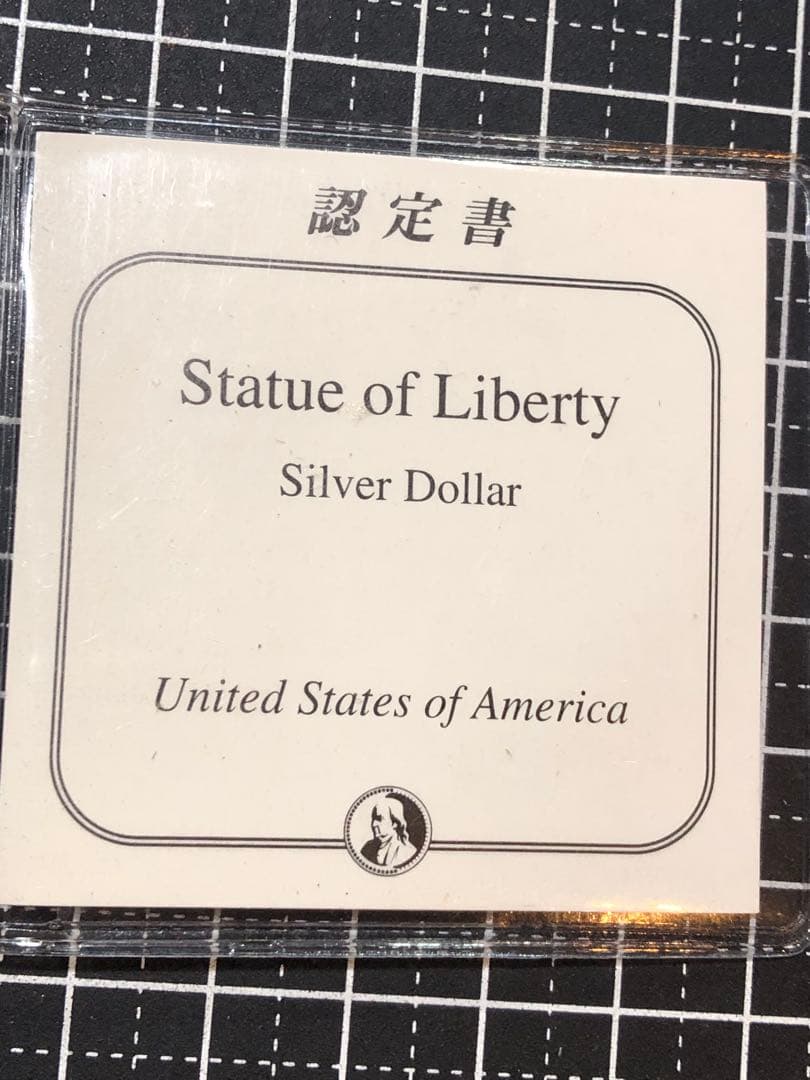 認定書
Statue of Liberty
Silver Dollar
United States of America